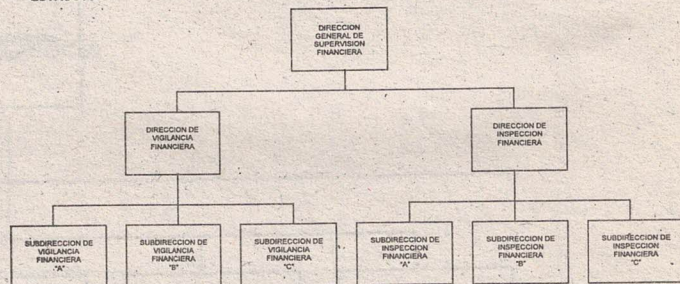 DIRECCION
GENERAL DE
SUPERVISION
FINANCIERA
DIRECCION DE
VIGILANCIA
FINANCIERA
DIRECCION DE
INSPECCION
FINANCIERA
SUBDIRECCION DE
VIGILANCIA
FINANCIERA
"A"
SUBDIRECCION DE
VIGILANCIA
FINANCIERA
"B"
SUBDIRECCION DE
VIGILANCIA
FINANCIERA
"C"
SUBDIRECCION DE
INSPECCION
FINANCIERA
"A"
SUBDIRECCION DE
INSPECCION
FINANCIERA
"B"
SUBDIRECCION DE
INSPECCION
FINANCIERA
"C"